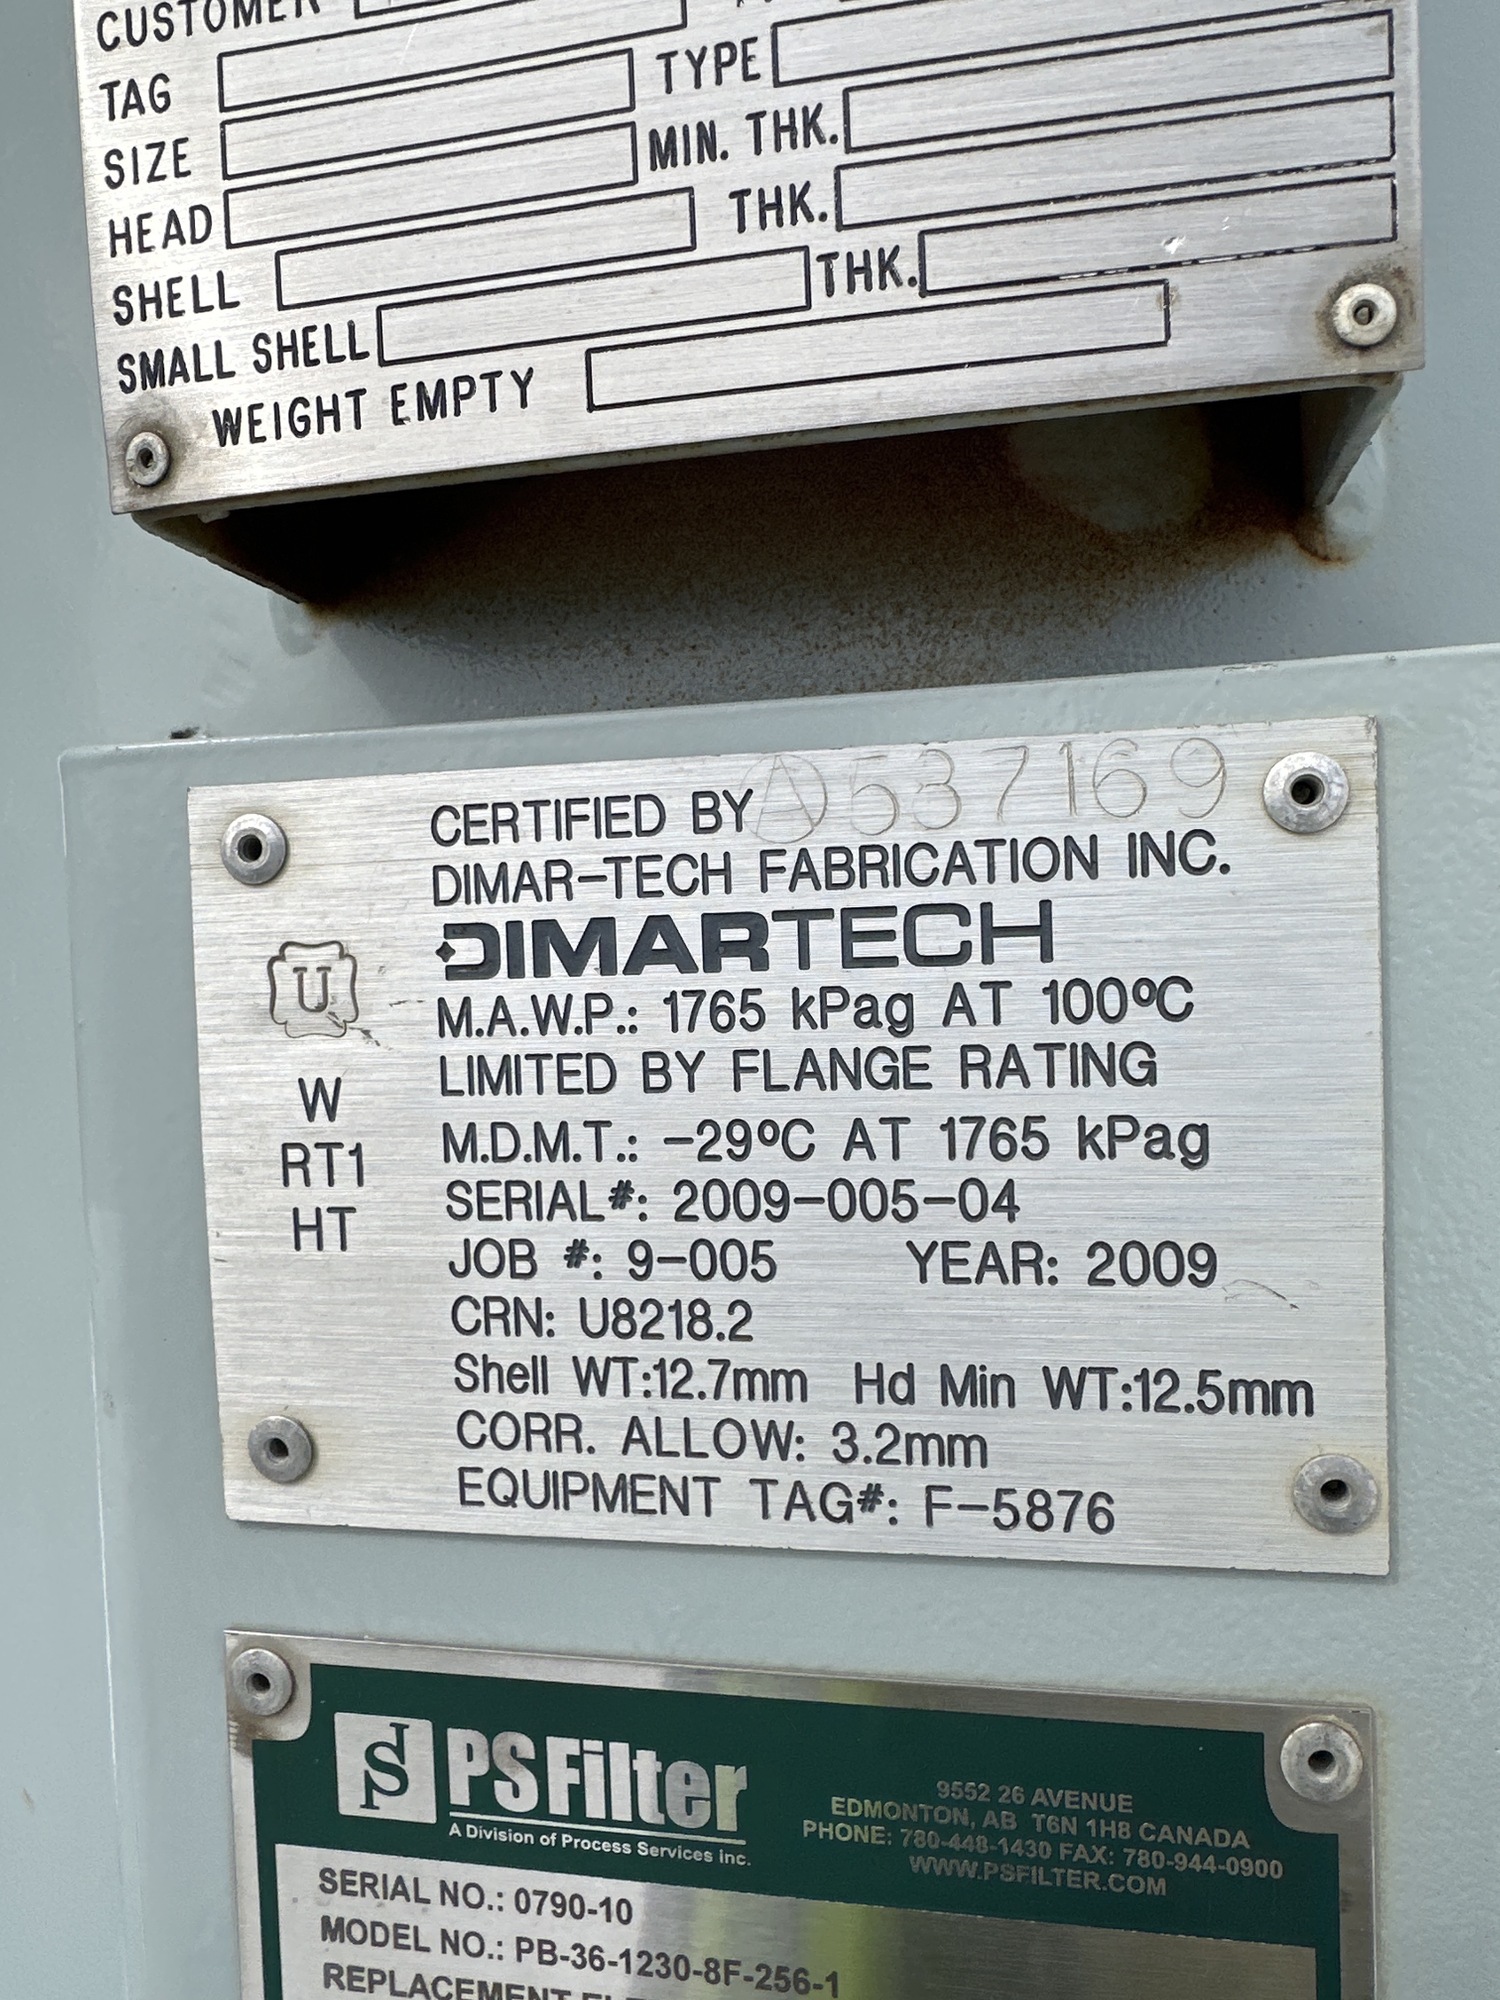 CUSTOMER
TAG TYPE
SIZE MIN. THK.
HEAD THK.
SHELL THK.
SMALL SHELL
WEIGHT EMPTY
CERTIFIED BY A 537169
DIMAR-TECH FABRICATION INC.
DIMARTECH
U
M.A.W.P.: 1765 kPag AT 100ºC
LIMITED BY FLANGE RATING
W
M.D.M.T.: -29ºC AT 1765 kPag
RT1
SERIAL#: 2009-005-04
HT
JOB #: 9-005 YEAR: 2009
CRN: U8218.2
Shell WT:12.7mm Hd Min WT:12.5mm
CORR. ALLOW: 3.2mm
EQUIPMENT TAG#: F-5876
PS PSFilter
A Division of Process Services Inc.
9552 26 AVENUE
EDMONTON, AB T6N 1H8 CANADA
PHONE: 780-448-1430 FAX: 780-944-0900
WWW.PSFILTER.COM
SERIAL NO.: 0790-10
MODEL NO.: PB-36-1230-8F-256-1
REPLACEMENT